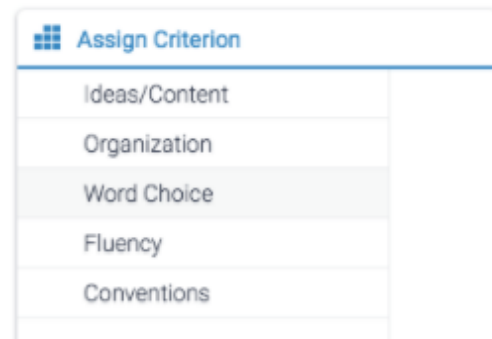 Assign Criterion
Ideas/Content
Organization
Word Choice
Fluency
Conventions